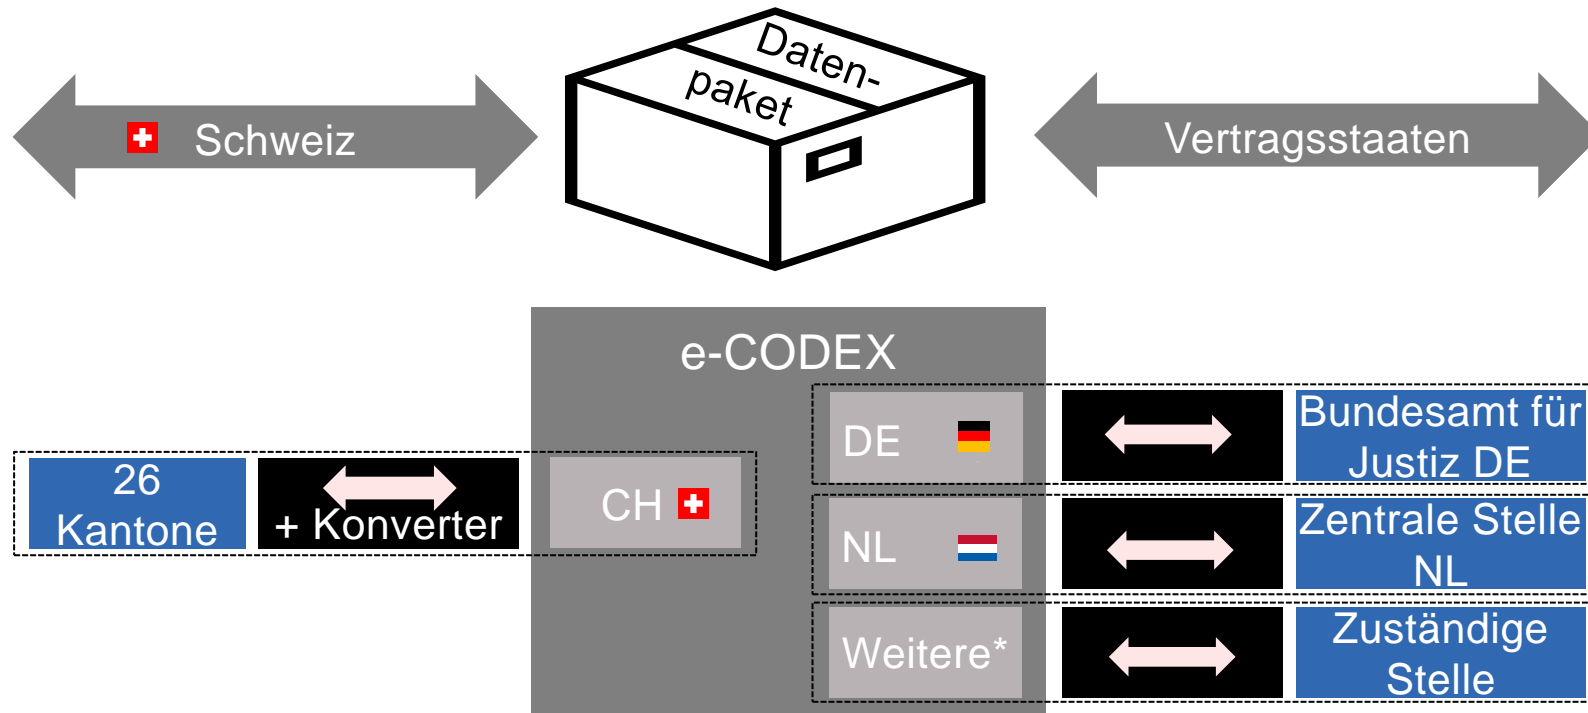 Daten-
paket
Schweiz
Vertragsstaaten
e-CODEX
26
Kantone
+ Konverter
CH
DE
Bundesamt für
Justiz DE
NL
Zentrale Stelle
NL
Weitere*
Zuständige
Stelle